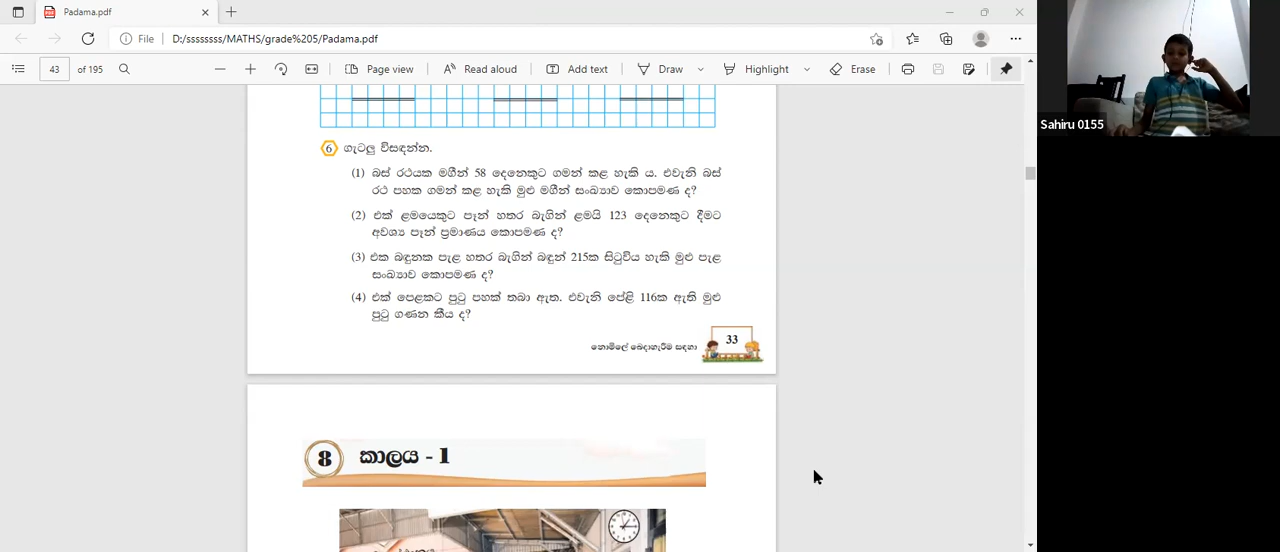 Padama.pdf
File D:/ssssssss/MATHS/grade%205/Padama.pdf
43 of 195 Page view Read aloud Add text Draw Highlight Erase
Sahiru 0155
6 ගැටලු විසඳන්න.
(1) බස් රථයක මගීන් 58 දෙනෙකුට ගමන් කළ හැකි ය. එවැනි බස්
රථ පහක ගමන් කළ හැකි මුළු මගීන් සංඛ්‍යාව කොපමණ ද?
(2) එක් ළමයෙකුට පෑන් හතර බැගින් ළමයි 123 දෙනෙකුට දීමට
අවශ්‍ය පෑන් ප්‍රමාණය කොපමණ ද?
(3) එක බඳුනක පැළ හතර බැගින් බඳුන් 215ක සිටුවිය හැකි මුළු පැළ
සංඛ්‍යාව කොපමණ ද?
(4) එක් පෙළකට පුටු පහක් තබා ඇත. එවැනි පේළි 116ක ඇති මුළු
පුටු ගණන කීය ද?
නොමිලේ බෙදාහැරීම සඳහා 33
8 කාලය - 1